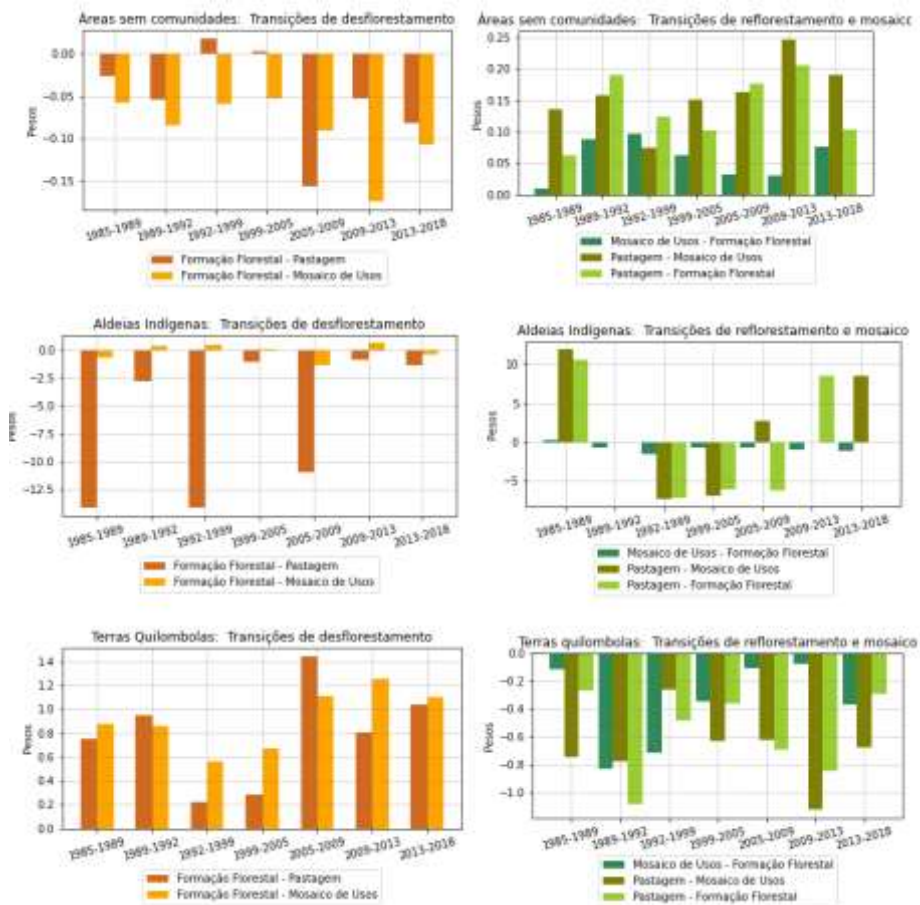 Áreas sem comunidades: Transições de desflorestamento
Pesos
0.00
−0.05
−0.10
−0.15
1985-1989
1989-1992
1992-1999
1999-2005
2005-2009
2009-2013
2013-2018
Formação Florestal - Pastagem
Formação Florestal - Mosaico de Usos
Áreas sem comunidades: Transições de reflorestamento e mosaicc
Pesos
0.25
0.20
0.15
0.10
0.05
0.00
1985-1989
1989-1992
1992-1999
1999-2005
2005-2009
2009-2013
2013-2018
Mosaico de Usos - Formação Florestal
Pastagem - Mosaico de Usos
Pastagem - Formação Florestal
Aldeias Indígenas: Transições de desflorestamento
Pesos
0.0
−2.5
−5.0
−7.5
−10.0
−12.5
1985-1989
1989-1992
1992-1999
1999-2005
2005-2009
2009-2013
2013-2018
Formação Florestal - Pastagem
Formação Florestal - Mosaico de Usos
Aldeias Indígenas: Transições de reflorestamento e mosaico
Pesos
10
5
0
−5
1985-1989
1989-1992
1992-1999
1999-2005
2005-2009
2009-2013
2013-2018
Mosaico de Usos - Formação Florestal
Pastagem - Mosaico de Usos
Pastagem - Formação Florestal
Terras Quilombolas: Transições de desflorestamento
Pesos
1.4
1.2
1.0
0.8
0.6
0.4
0.2
0.0
1985-1989
1989-1992
1992-1999
1999-2005
2005-2009
2009-2013
2013-2018
Formação Florestal - Pastagem
Formação Florestal - Mosaico de Usos
Terras quilombolas: Transições de reflorestamento e mosaico
Pesos
0.0
−0.2
−0.4
−0.6
−0.8
−1.0
1985-1989
1989-1992
1992-1999
1999-2005
2005-2009
2009-2013
2013-2018
Mosaico de Usos - Formação Florestal
Pastagem - Mosaico de Usos
Pastagem - Formação Florestal